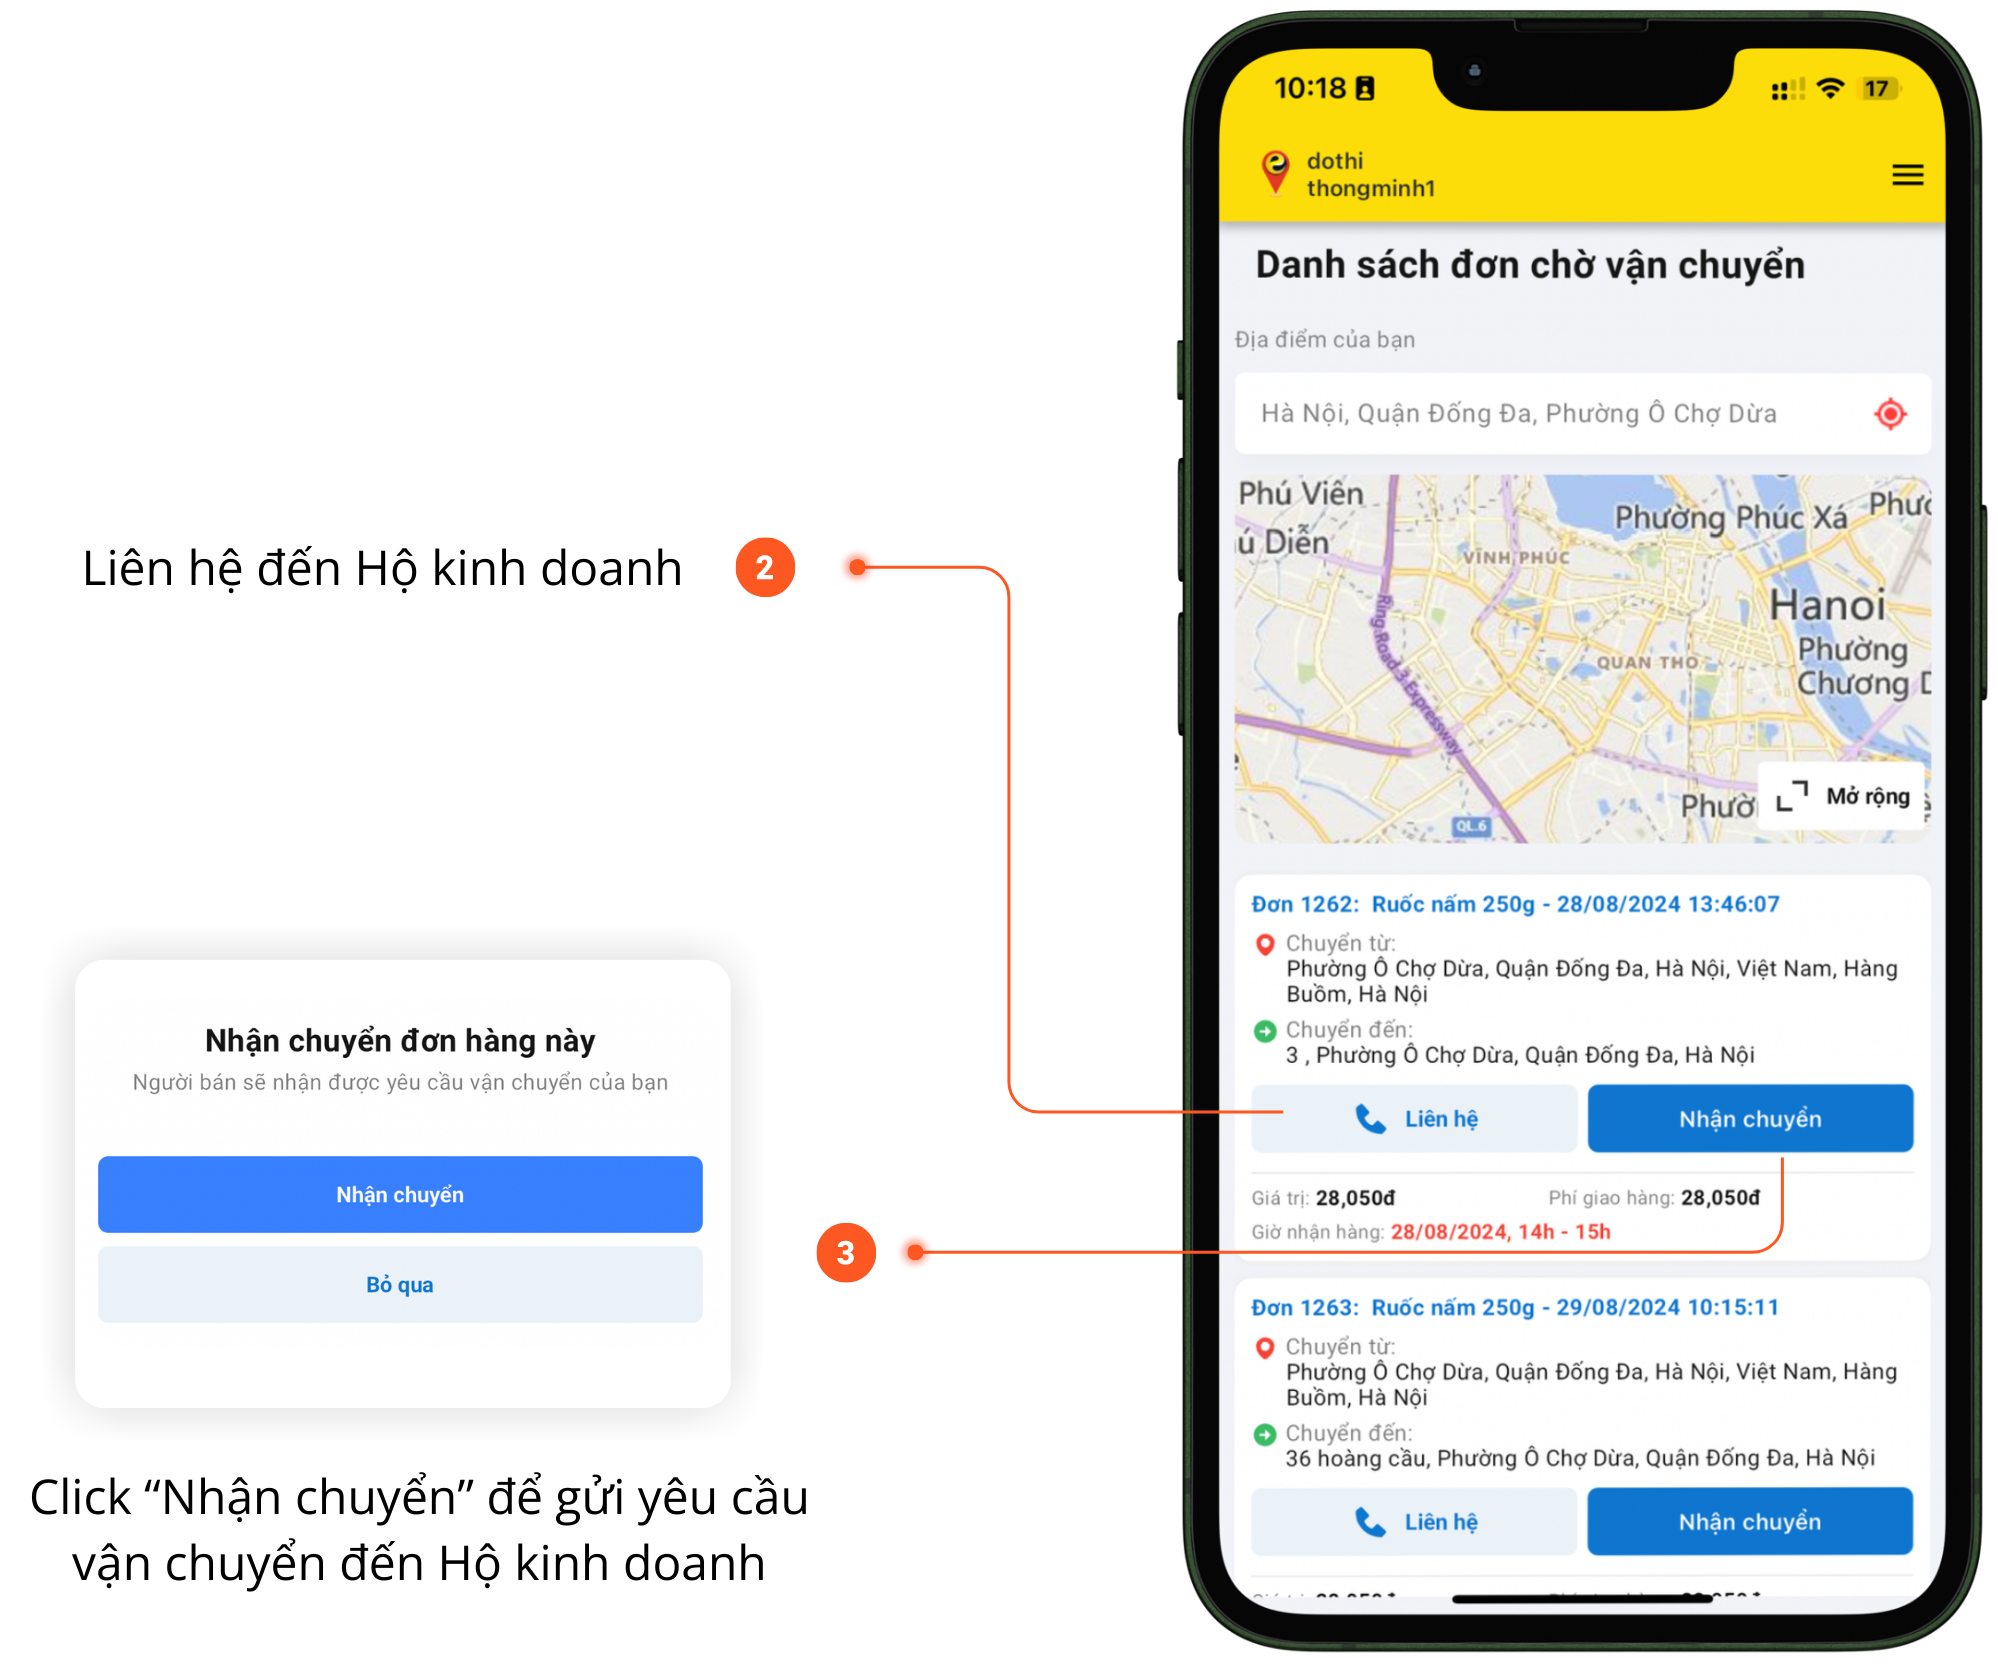 Liên hệ đến Hộ kinh doanh
2
Nhận chuyển đơn hàng này
Người bán sẽ nhận được yêu cầu vận chuyển của bạn
Nhận chuyển
Bỏ qua
3
Click “Nhận chuyển” để gửi yêu cầu
vận chuyển đến Hộ kinh doanh
10:18
17
dothi
thongminh1
Danh sách đơn chờ vận chuyển
Địa điểm của bạn
Hà Nội, Quận Đống Đa, Phường Ô Chợ Dừa
Phú Viên
Phường Phúc Xá
Diễn
VĨNH PHÚC
Hanoi
Ring Road 3 Expressway
QUAN THO
Phường
Chương
QL.6
Mở rộng
Đơn 1262: Ruốc nấm 250g - 28/08/2024 13:46:07
Chuyển từ:
Phường Ô Chợ Dừa, Quận Đống Đa, Hà Nội, Việt Nam, Hàng
Buồm, Hà Nội
Chuyển đến:
3 , Phường Ô Chợ Dừa, Quận Đống Đa, Hà Nội
Liên hệ
Nhận chuyển
Giá trị: 28,050đ Phí giao hàng: 28,050đ
Giờ nhận hàng: 28/08/2024, 14h - 15h
Đơn 1263: Ruốc nấm 250g - 29/08/2024 10:15:11
Chuyển từ:
Phường Ô Chợ Dừa, Quận Đống Đa, Hà Nội, Việt Nam, Hàng
Buồm, Hà Nội
Chuyển đến:
36 hoàng cầu, Phường Ô Chợ Dừa, Quận Đống Đa, Hà Nội
Liên hệ
Nhận chuyển